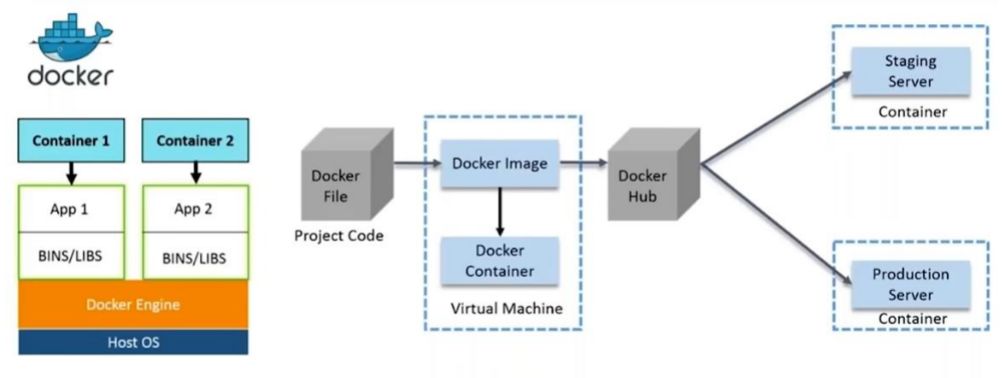 docker
Container 1
Container 2
App 1
App 2
BINS/LIBS
BINS/LIBS
Docker Engine
Host OS
Docker
File
Project Code
Docker Image
Docker
Container
Virtual Machine
Docker
Hub
Staging
Server
Container
Production
Server
Container